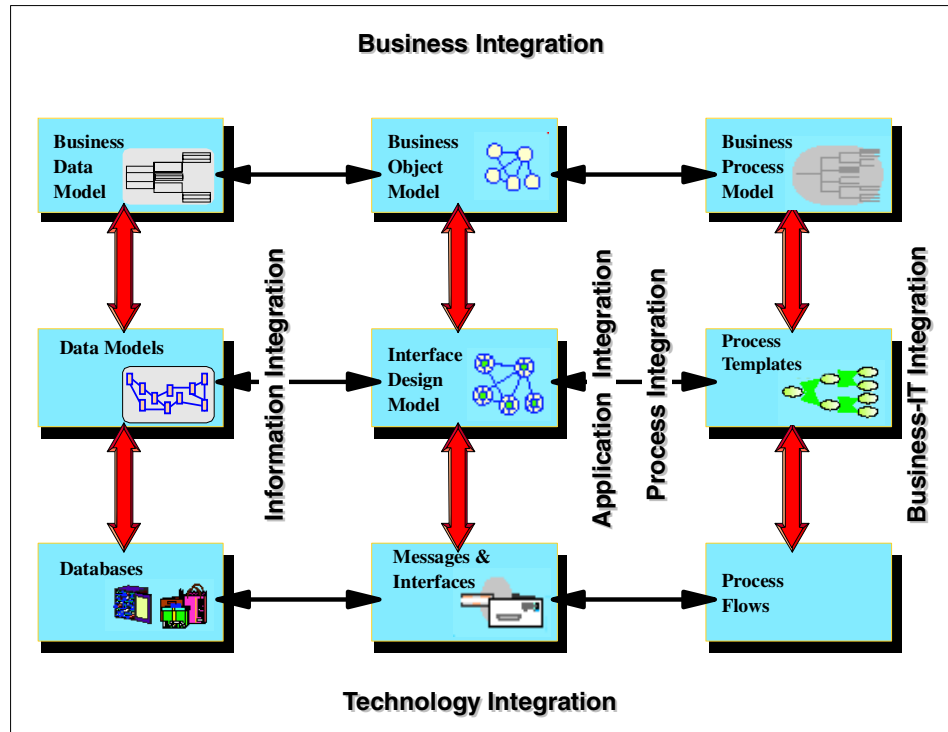 Business Integration
Business
Data
Model
Business
Object
Model
Business
Process
Model
Data Models
Information Integration
Interface
Design
Model
Application Integration
Process Integration
Process
Templates
Business-IT Integration
Databases
Messages &
Interfaces
Process
Flows
Technology Integration